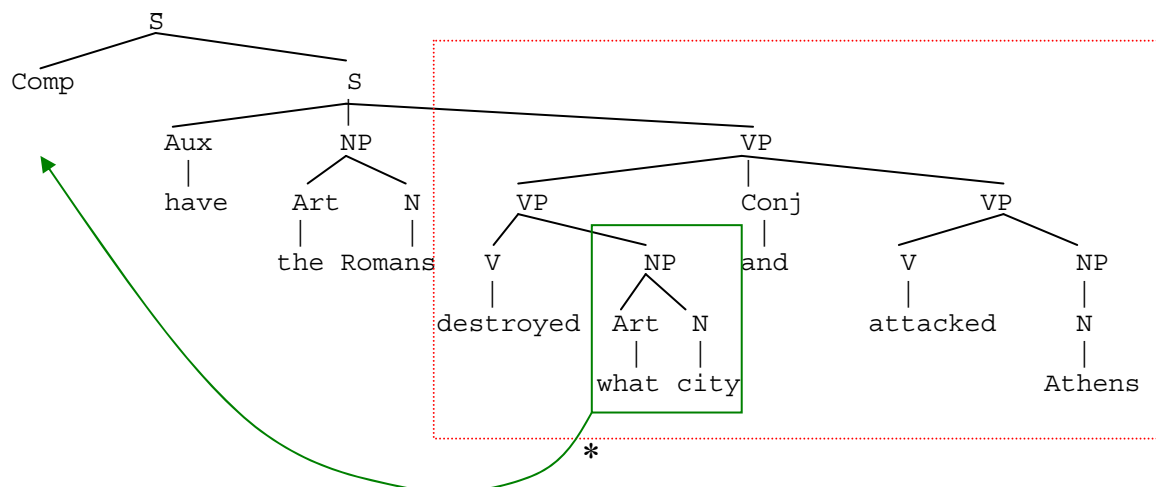 S
Comp S
Aux NP VP
have Art N VP Conj VP
the Romans V NP and V NP
destroyed Art N attacked N
what city Athens
*